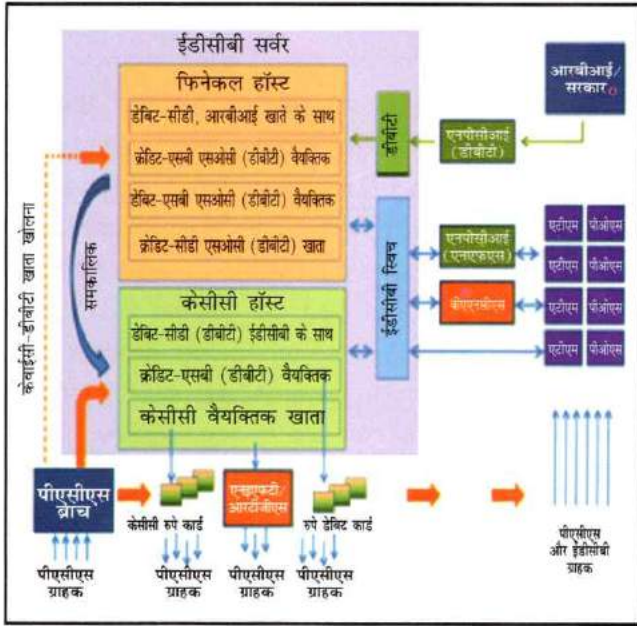 ईडीसीबी सर्वर
फिनेकल हॉस्ट
डेबिट-सीडी, आरबीआई खाते के साथ
क्रेडिट-एसबी एसओसी (डीबीटी) वैयक्तिक
डेबिट-एसबी एसओसी (डीबीटी) वैयक्तिक
क्रेडिट-सीडी एसओसी (डीबीटी) खाता
केसीसी हॉस्ट
डेबिट-सीडी (डीबीटी) ईडीसीबी के साथ
क्रेडिट-एसबी (डीबीटी) वैयक्तिक
केसीसी वैयक्तिक खाता
केवाईसी-डीबीटी खाता खोलना
समकालिक
डीबीटी
एनपीसीआई
(डीबीटी)
आरबीआई/
सरकार
ईडीसीबी स्विच
एनपीसीआई
(एनएफएस)
एटीएम पीओएस
एटीएम पीओएस
एटीएम पीओएस
एटीएम पीओएस
पीएसीएस
ब्रांच
केसीसी रुपे कार्ड
एनइएफटी/
आरटीजीएस
रुपे डेबिट कार्ड
पीएसीएस
ग्राहक
पीएसीएस
ग्राहक
पीएसीएस
ग्राहक
पीएसीएस
ग्राहक
पीएसीएस
और ईडीसीबी
ग्राहक